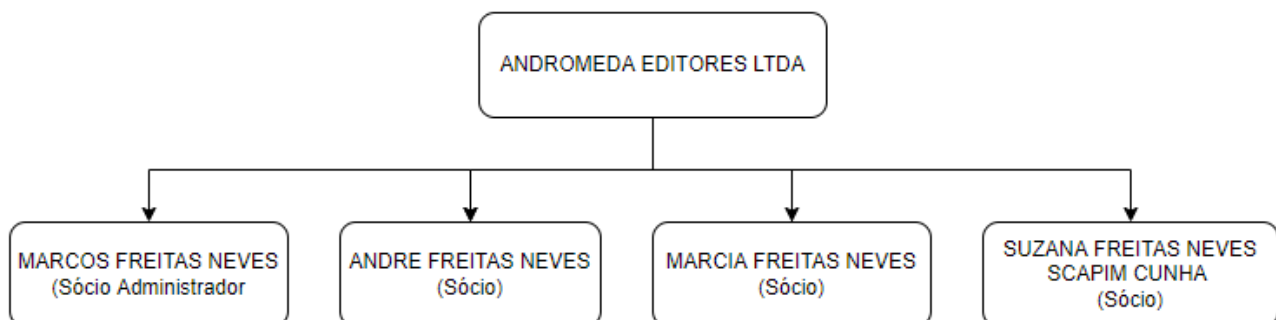 ANDROMEDA EDITORES LTDA
MARCOS FREITAS NEVES
(Sócio Administrador
ANDRE FREITAS NEVES
(Sócio)
MARCIA FREITAS NEVES
(Sócio)
SUZANA FREITAS NEVES
SCAPIM CUNHA
(Sócio)